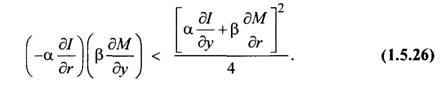 (-α ∂I/∂r)(β ∂M/∂y) < [α ∂I/∂y + β ∂M/∂r]²/4. (1.5.26)